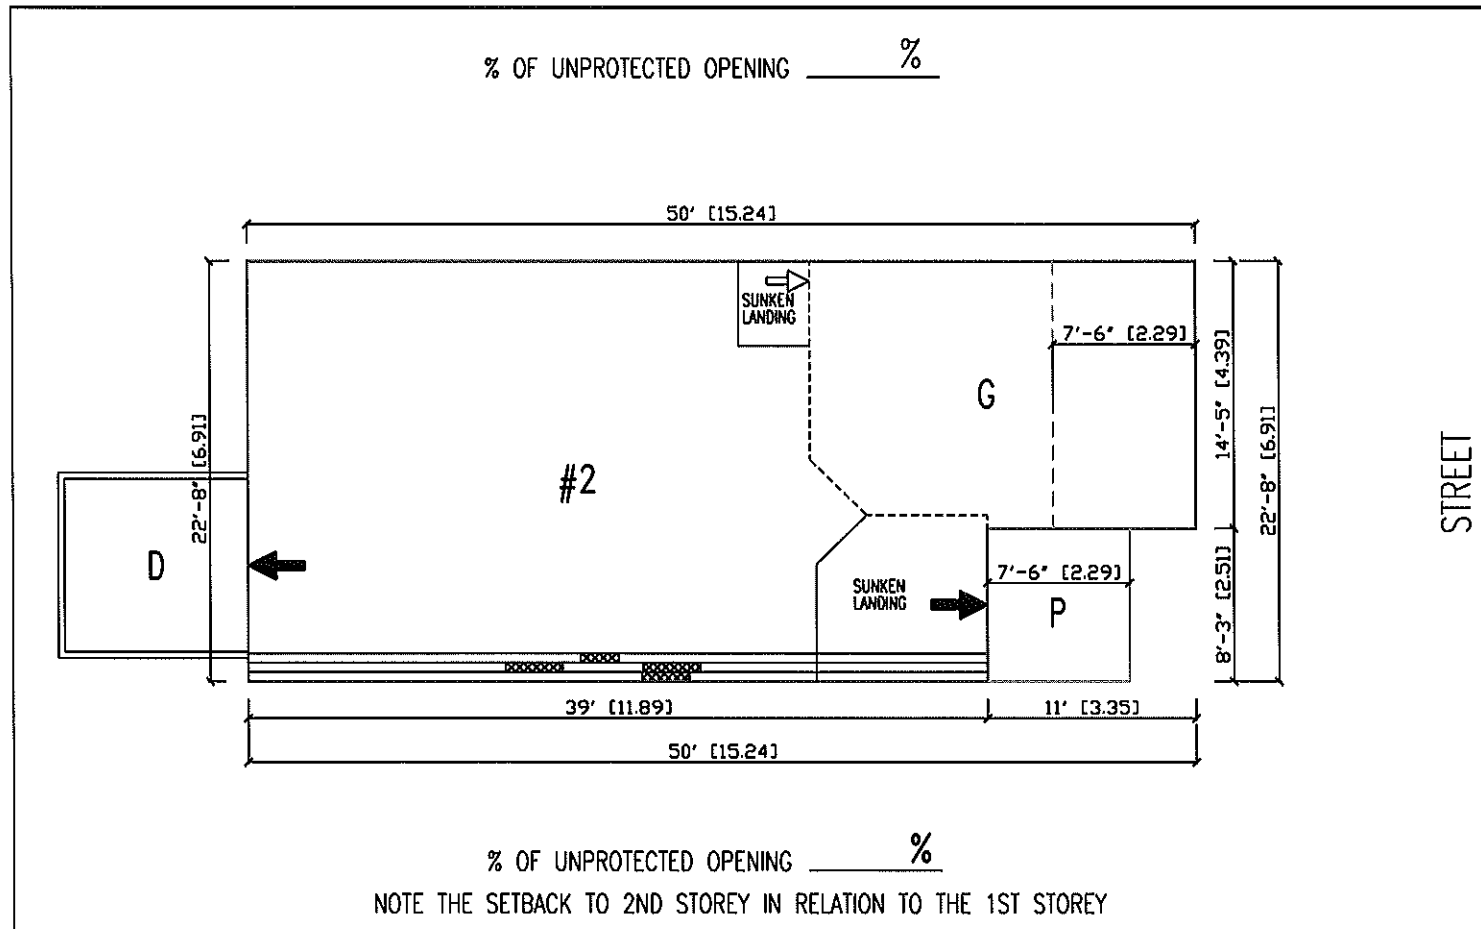 % OF UNPROTECTED OPENING ______ %
50' [15.24]
SUNKEN
LANDING
7'-6" [2.29]
G
14'-5" [4.39]
22'-8" [6.91]
22'-8" [6.91]
#2
STREET
D
SUNKEN
LANDING
7'-6" [2.29]
P
8'-3" [2.51]
39' [11.89]
11' [3.35]
50' [15.24]
% OF UNPROTECTED OPENING ______ %
NOTE THE SETBACK TO 2ND STOREY IN RELATION TO THE 1ST STOREY